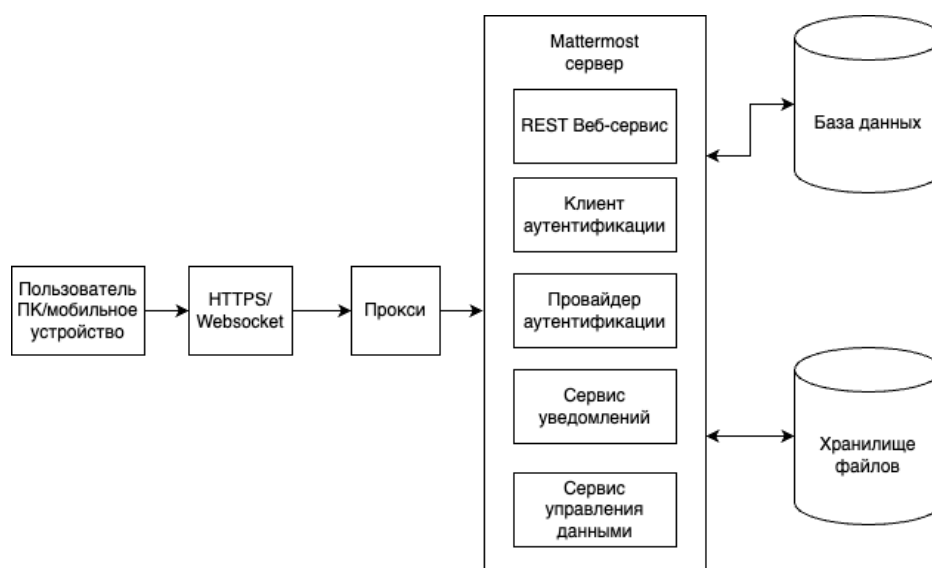 Пользователь
ПК/мобильное
устройство
HTTPS/
Websocket
Прокси
Mattermost
сервер
REST Веб-сервис
Клиент
аутентификации
Провайдер
аутентификации
Сервис
уведомлений
Сервис
управления
данными
База данных
Хранилище
файлов